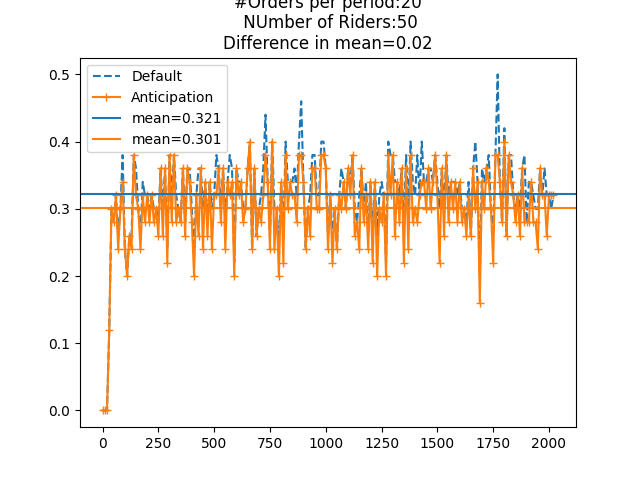 #Orders per period:20
NUmber of Riders:50
Difference in mean=0.02
Default
Anticipation
mean=0.321
mean=0.301
0.5
0.4
0.3
0.2
0.1
0.0
0 250 500 750 1000 1250 1500 1750 2000